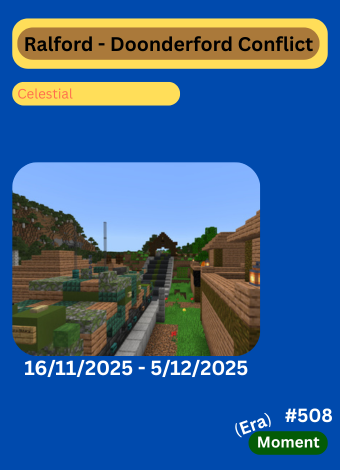 Ralford - Doonderford Conflict
Celestial
16/11/2025 - 5/12/2025
(Era) #508
Moment